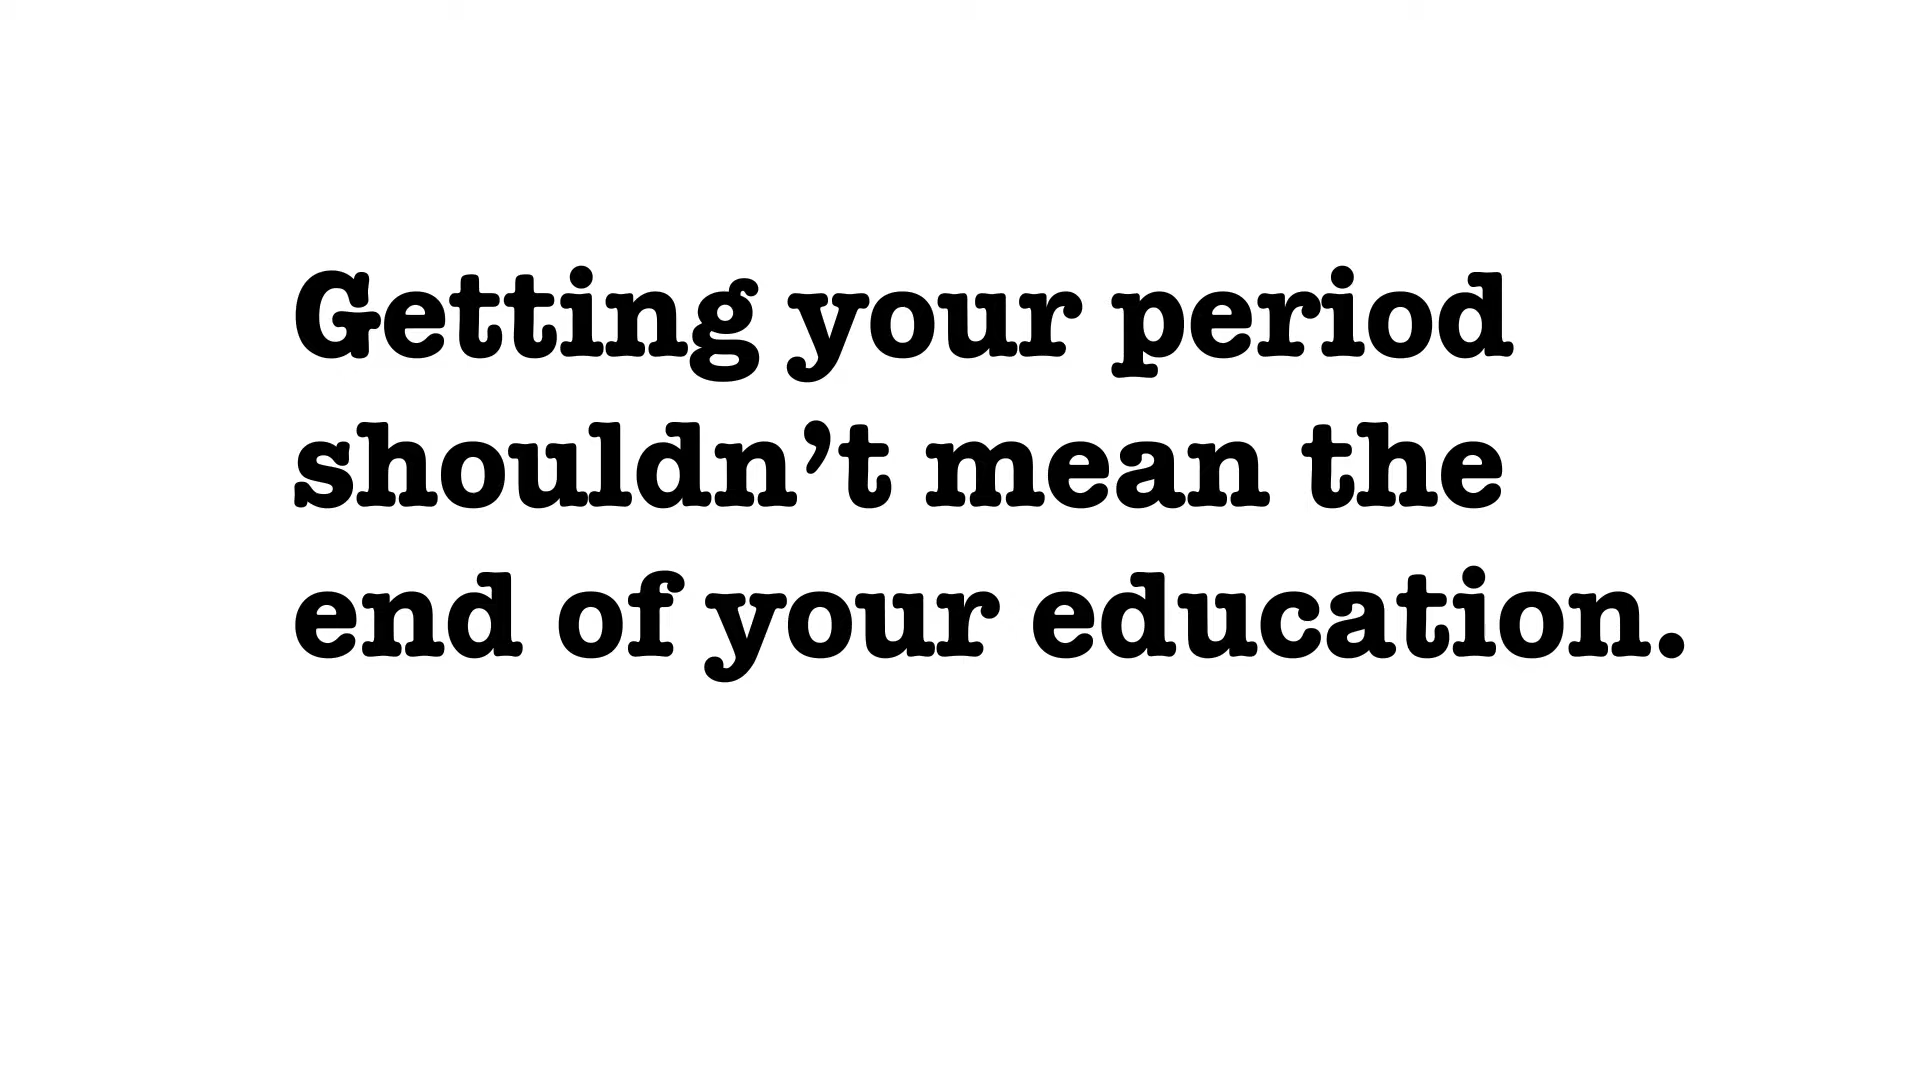 Getting your period
shouldn’t mean the
end of your education.